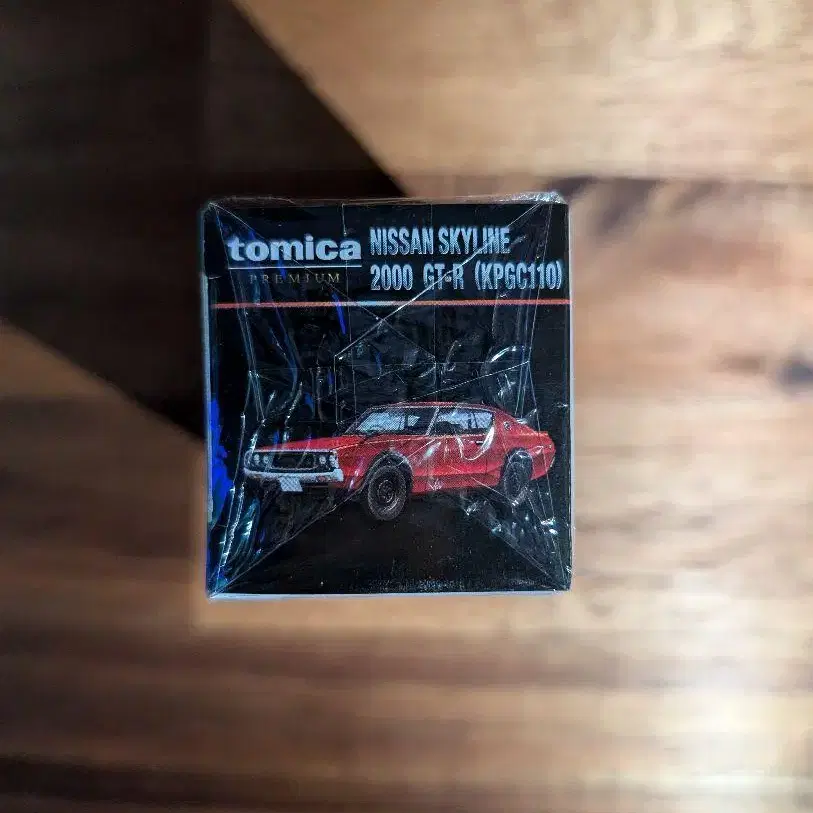 tomica
PREMIUM
NISSAN SKYLINE
2000 GT-R (KPGC110)